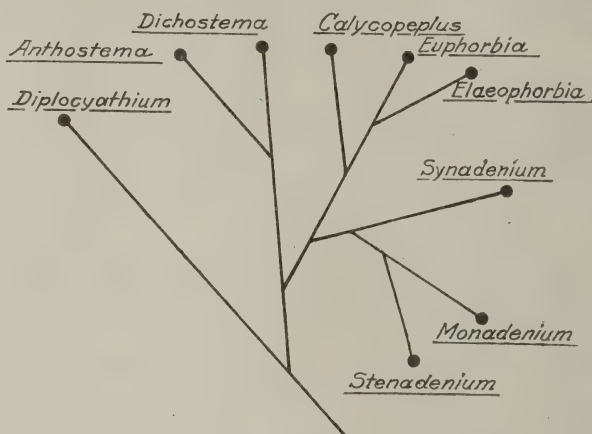 Dichostema
Calycopeplus
Anthostema
Euphorbia
Diplocyathium
Elaeophorbia
Synadenium
Monadenium
Stenadenium